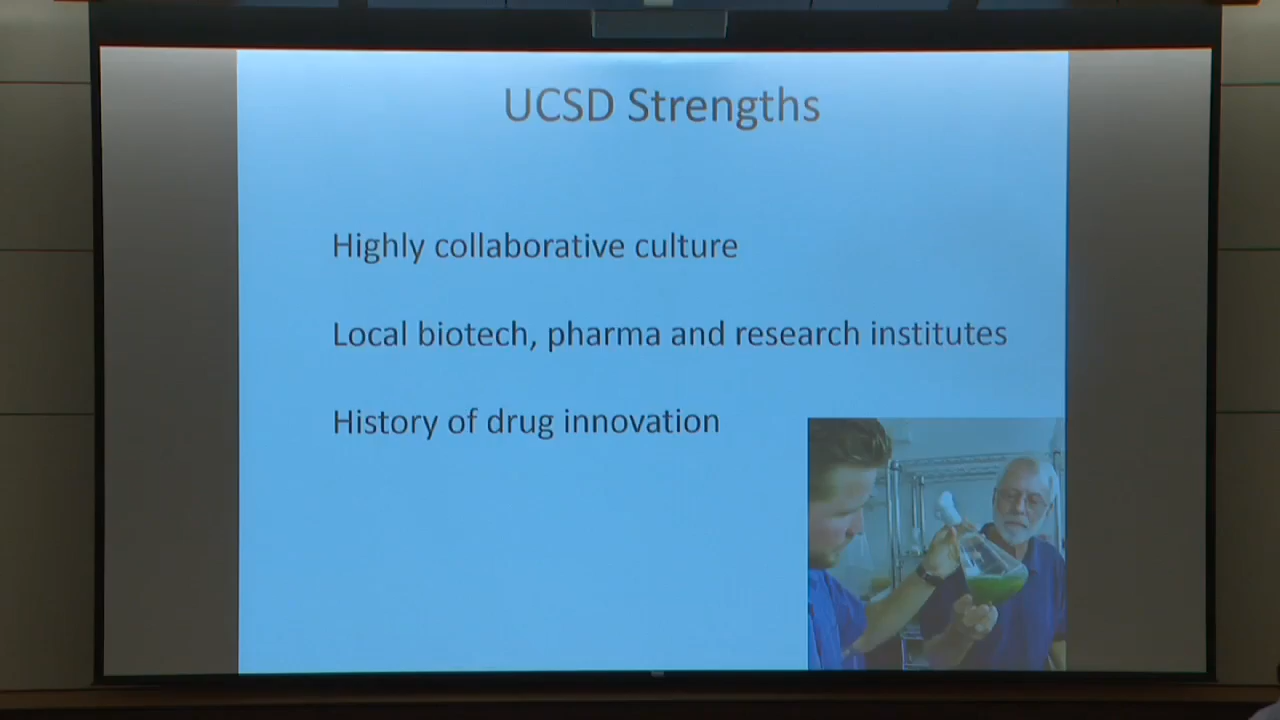 UCSD Strengths
Highly collaborative culture
Local biotech, pharma and research institutes
History of drug innovation